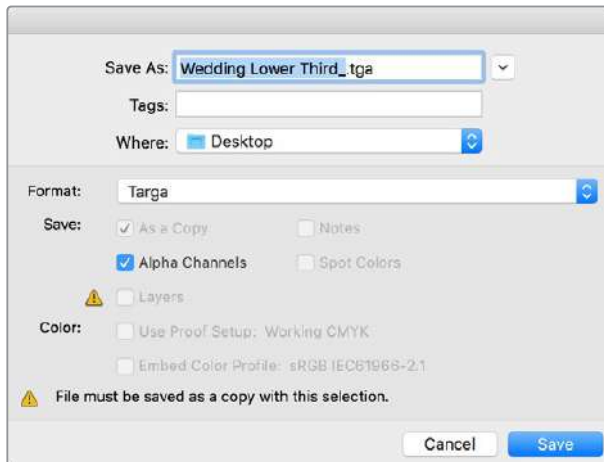 Save As: Wedding Lower Third_.tga
Tags:
Where: Desktop
Format: Targa
Save: As a Copy Notes
Alpha Channels Spot Colors
Layers
Color: Use Proof Setup: Working CMYK
Embed Color Profile: sRGB IEC61966-2.1
File must be saved as a copy with this selection.
Cancel Save